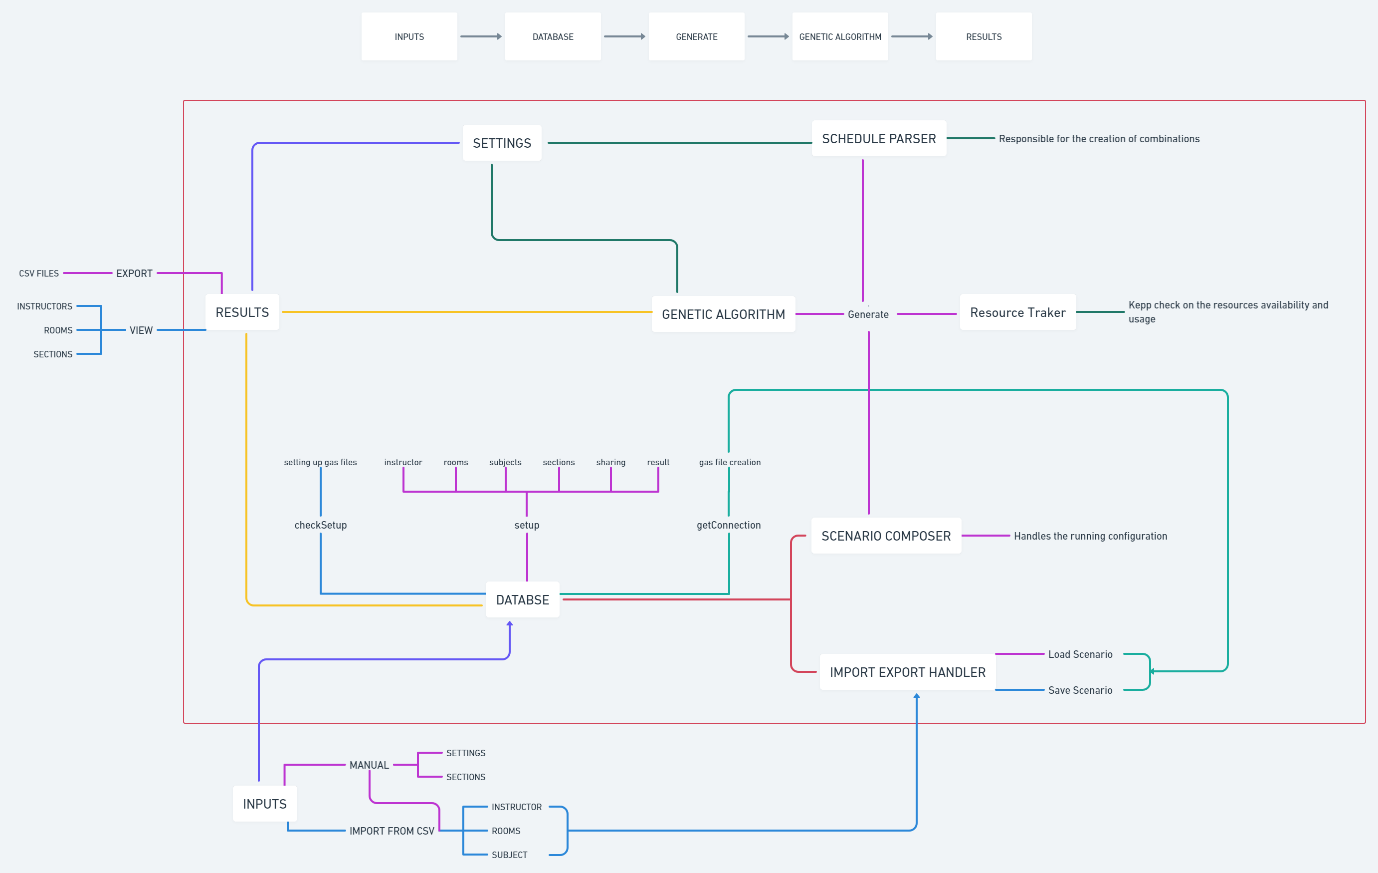 INPUTS
DATABASE
GENERATE
GENETIC ALGORITHM
RESULTS
SETTINGS
SCHEDULE PARSER
Responsible for the creation of combinations
CSV FILES
EXPORT
INSTRUCTORS
ROOMS
SECTIONS
VIEW
RESULTS
GENETIC ALGORITHM
Generate
Resource Traker
Kepp check on the resources availability and
usage
setting up gas files
instructor
rooms
subjects
sections
sharing
result
gas file creation
checkSetup
setup
getConnection
SCENARIO COMPOSER
Handles the running configuration
DATABSE
IMPORT EXPORT HANDLER
Load Scenario
Save Scenario
INPUTS
MANUAL
SETTINGS
SECTIONS
IMPORT FROM CSV
INSTRUCTOR
ROOMS
SUBJECT